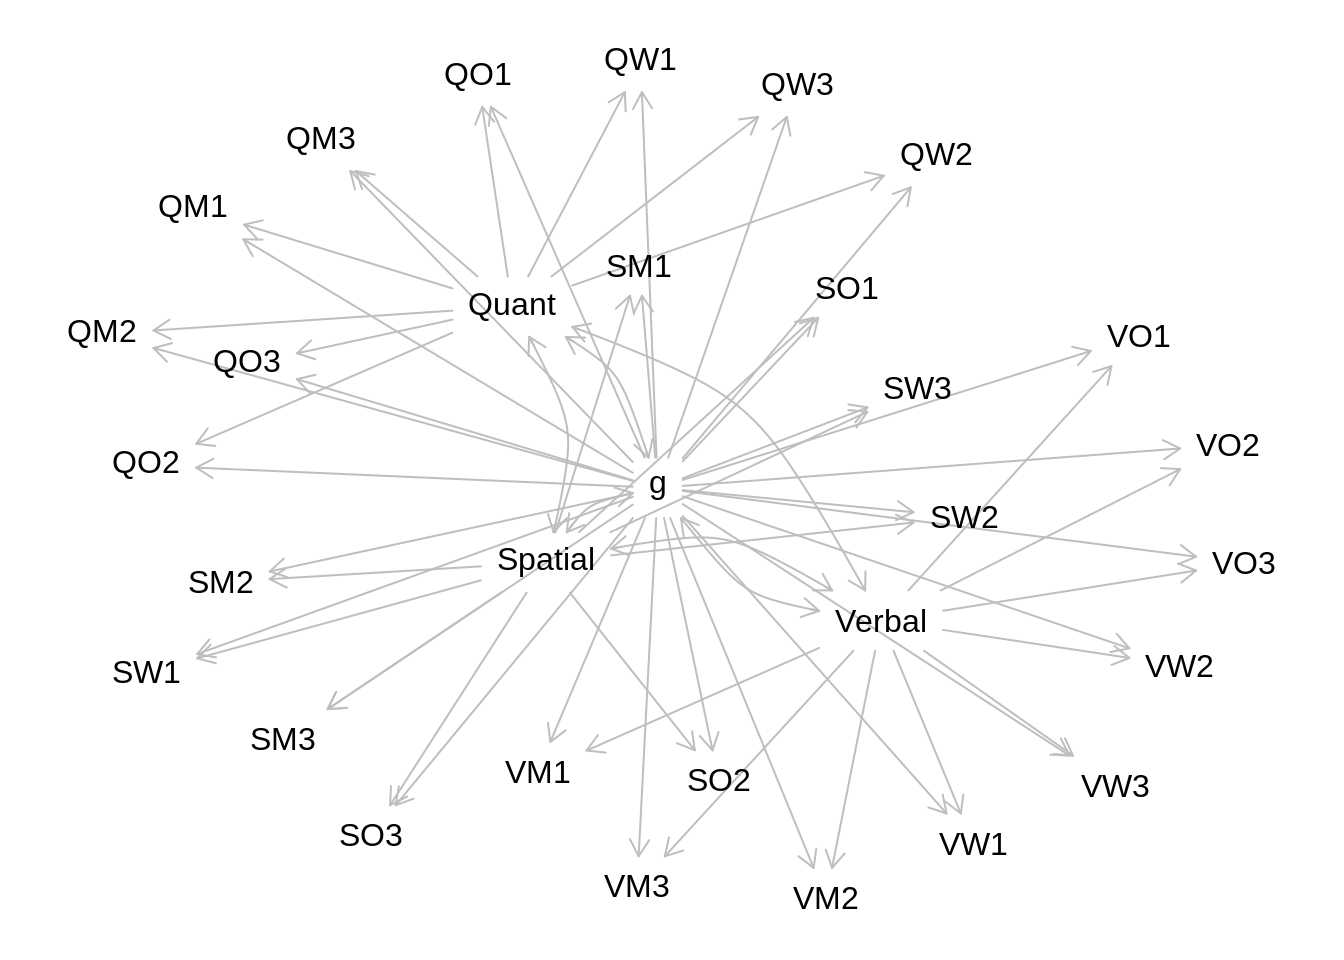 QW1
QO1
QW3
QM3
QW2
QM1
SM1
SO1
Quant
QM2
VO1
QO3
SW3
VO2
QO2
g
SW2
Spatial
VO3
SM2
Verbal
VW2
SW1
SM3
VM1
SO2
VW3
SO3
VW1
VM3
VM2